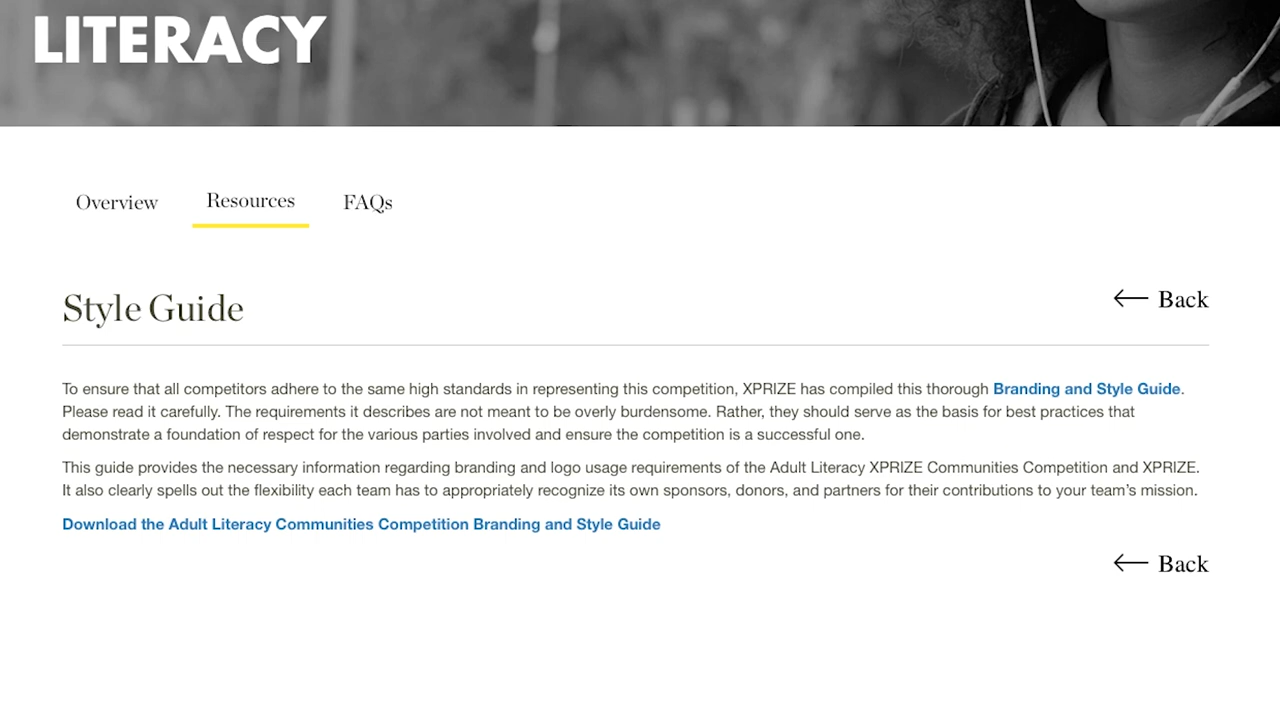 LITERACY
Overview Resources FAQs
Style Guide
← Back
To ensure that all competitors adhere to the same high standards in representing this competition, XPRIZE has compiled this thorough Branding and Style Guide.
Please read it carefully. The requirements it describes are not meant to be overly burdensome. Rather, they should serve as the basis for best practices that
demonstrate a foundation of respect for the various parties involved and ensure the competition is a successful one.
This guide provides the necessary information regarding branding and logo usage requirements of the Adult Literacy XPRIZE Communities Competition and XPRIZE.
It also clearly spells out the flexibility each team has to appropriately recognize its own sponsors, donors, and partners for their contributions to your team’s mission.
Download the Adult Literacy Communities Competition Branding and Style Guide
← Back